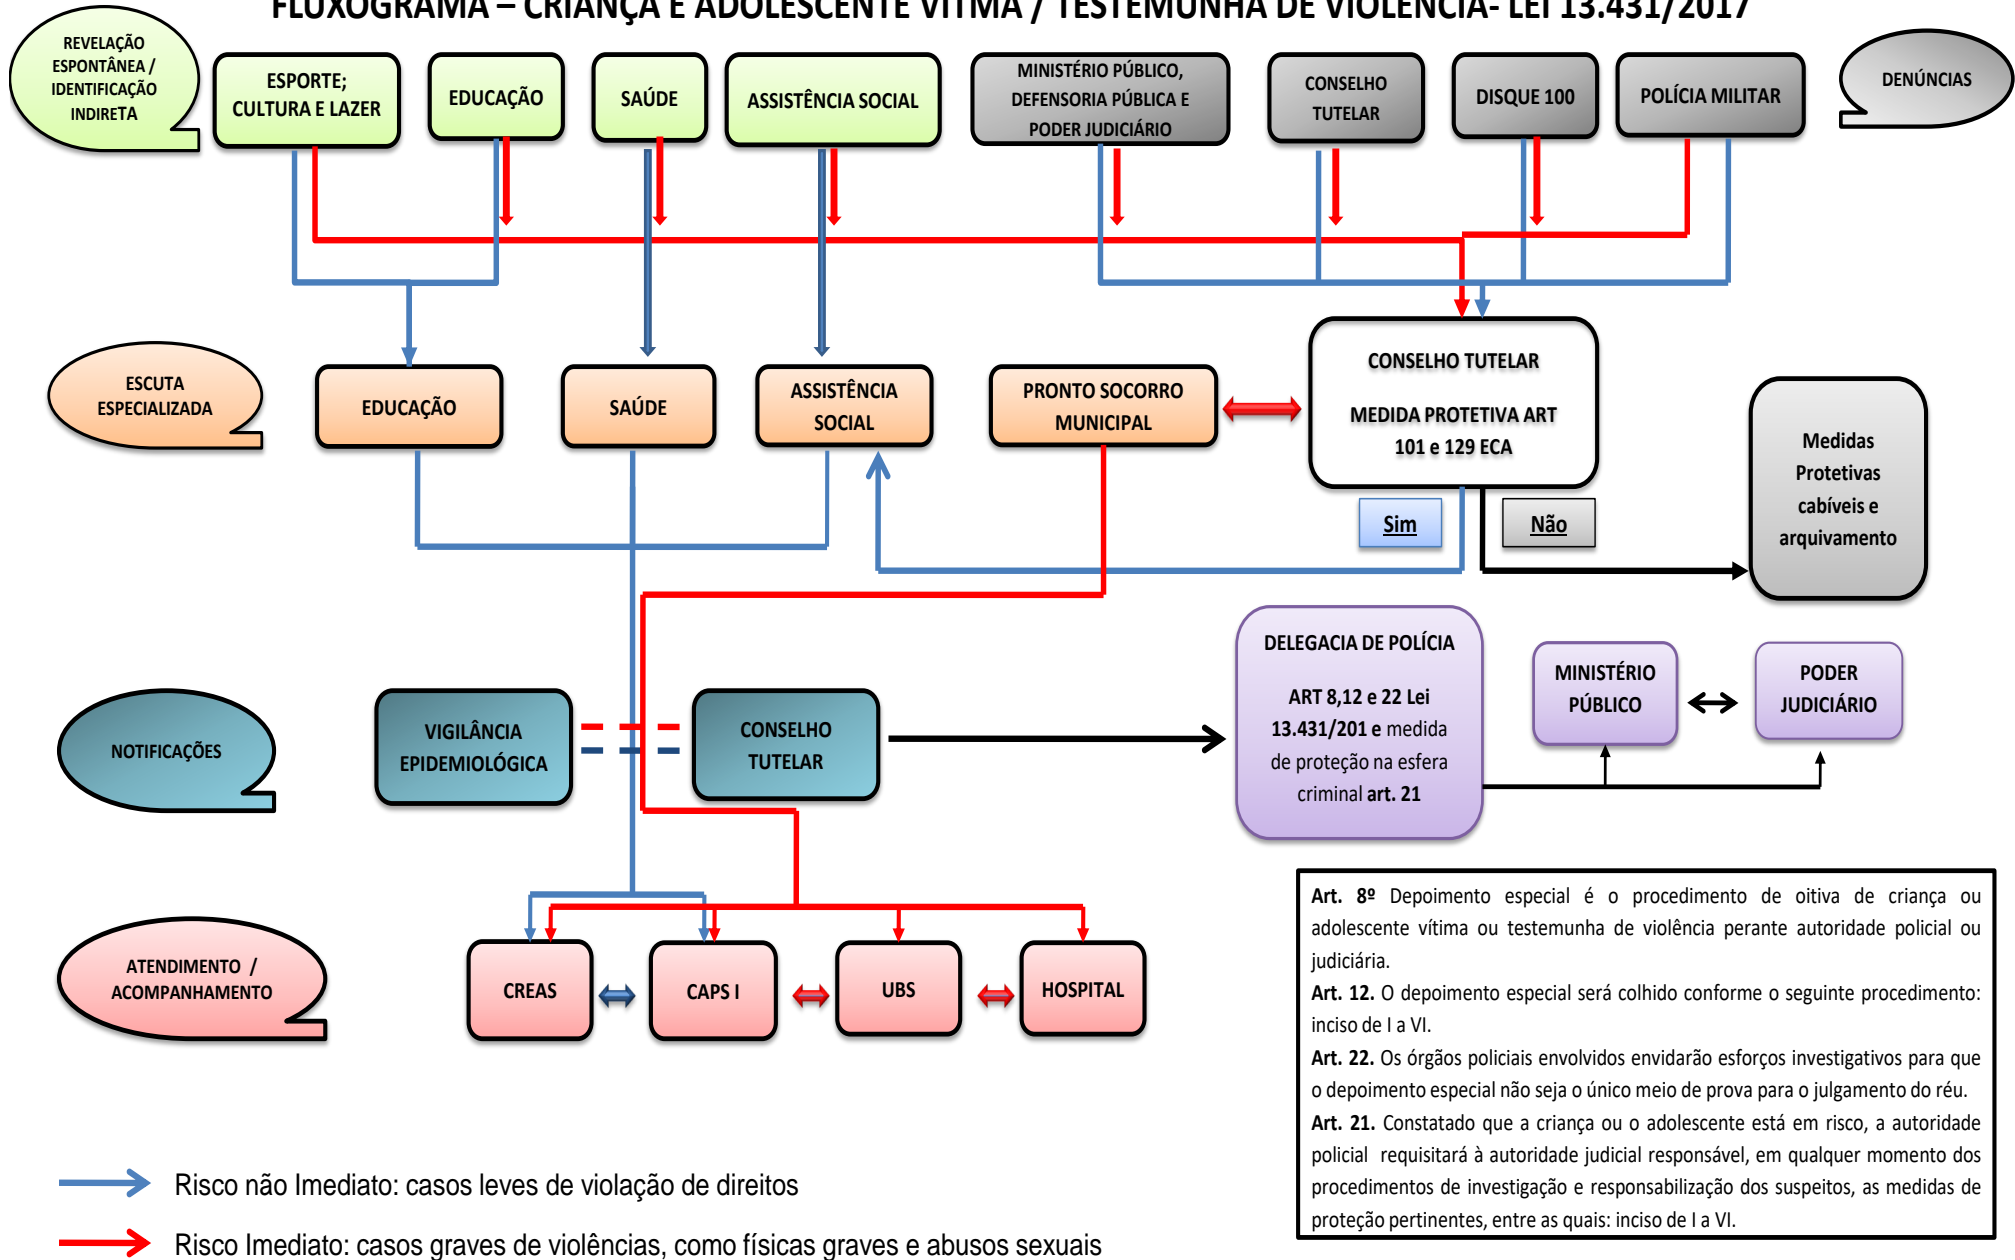 FLUXOGRAMA – CRIANÇA E ADOLESCENTE VITMA / TESTEMUNHA DE VIOLÊNCIA- LEI 13.431/2017
REVELAÇÃO
ESPONTÂNEA /
IDENTIFICAÇÃO
INDIRETA
ESPORTE;
CULTURA E LAZER
EDUCAÇÃO
SAÚDE
ASSISTÊNCIA SOCIAL
MINISTÉRIO PÚBLICO,
DEFENSORIA PÚBLICA E
PODER JUDICIÁRIO
CONSELHO
TUTELAR
DISQUE 100
POLÍCIA MILITAR
DENÚNCIAS
ESCUTA
ESPECIALIZADA
EDUCAÇÃO
SAÚDE
ASSISTÊNCIA
SOCIAL
PRONTO SOCORRO
MUNICIPAL
CONSELHO TUTELAR
MEDIDA PROTETIVA ART
101 e 129 ECA
Sim
Não
Medidas
Protetivas
cabíveis e
arquivamento
NOTIFICAÇÕES
VIGILÂNCIA
EPIDEMIOLÓGICA
CONSELHO
TUTELAR
DELEGACIA DE POLÍCIA
ART 8,12 e 22 Lei
13.431/201 e medida
de proteção na esfera
criminal art. 21
MINISTÉRIO
PÚBLICO
PODER
JUDICIÁRIO
ATENDIMENTO /
ACOMPANHAMENTO
CREAS
CAPS I
UBS
HOSPITAL
Art. 8º Depoimento especial é o procedimento de oitiva de criança ou
adolescente vítima ou testemunha de violência perante autoridade policial ou
judiciária.
Art. 12. O depoimento especial será colhido conforme o seguinte procedimento:
inciso de I a VI.
Art. 22. Os órgãos policiais envolvidos envidarão esforços investigativos para que
o depoimento especial não seja o único meio de prova para o julgamento do réu.
Art. 21. Constatado que a criança ou o adolescente está em risco, a autoridade
policial requisitará à autoridade judicial responsável, em qualquer momento dos
procedimentos de investigação e responsabilização dos suspeitos, as medidas de
proteção pertinentes, entre as quais: inciso de I a VI.
Risco não Imediato: casos leves de violação de direitos
Risco Imediato: casos graves de violências, como físicas graves e abusos sexuais